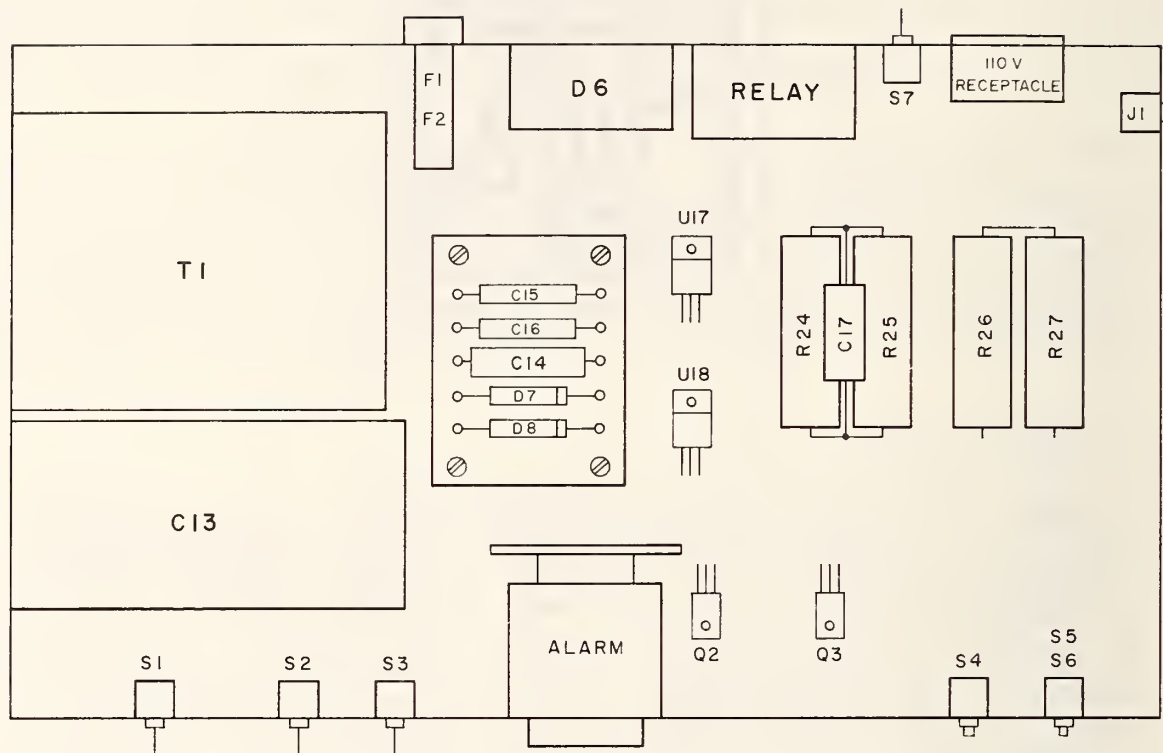 F1
F2
D6
RELAY
S7
110 V
RECEPTACLE
J1
T1
U17
C15
C16
C14
D7
D8
U18
R24
C17
R25
R26
R27
C13
ALARM
Q2
Q3
S1
S2
S3
S4
S5
S6